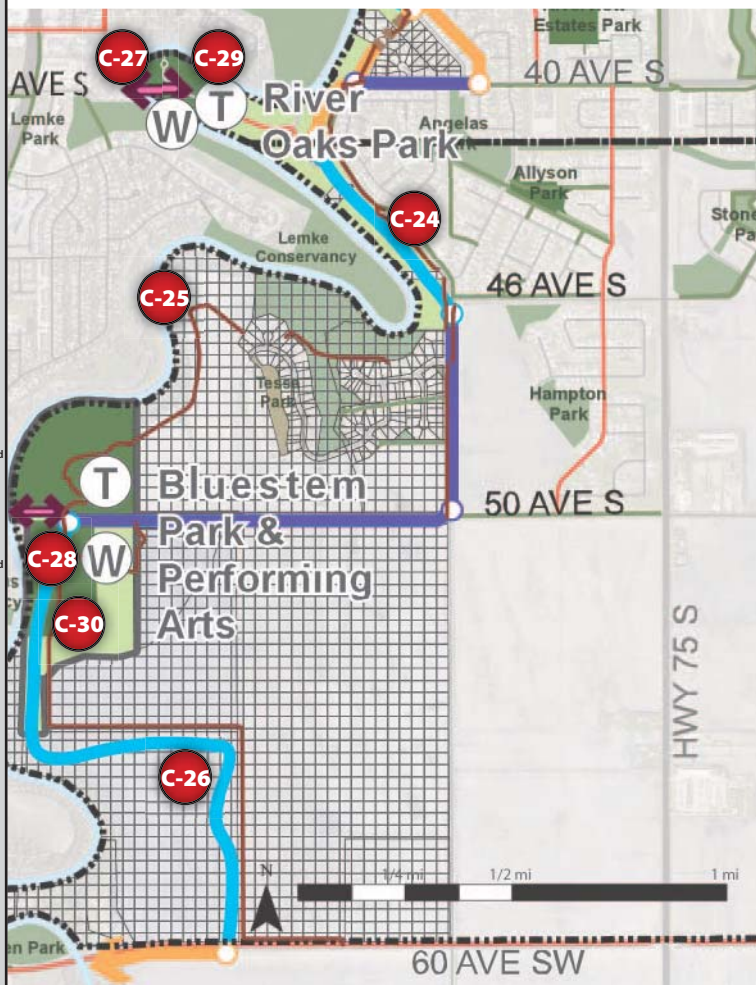 Estates Park
C-27
C-29
40 AVE S
AVE S
T
River
Oaks Park
Lemke
Park
W
Angelas
Allyson
Park
C-24
Stone
Pa
Lemke
Conservancy
C-25
46 AVE S
Tessa
Park
Hampton
Park
T
Bluestem
Park &
Performing
Arts
50 AVE S
C-28
W
C-30
HWY 75 S
C-26
N
1/4 mi
1/2 mi
1 mi
en Park
60 AVE SW